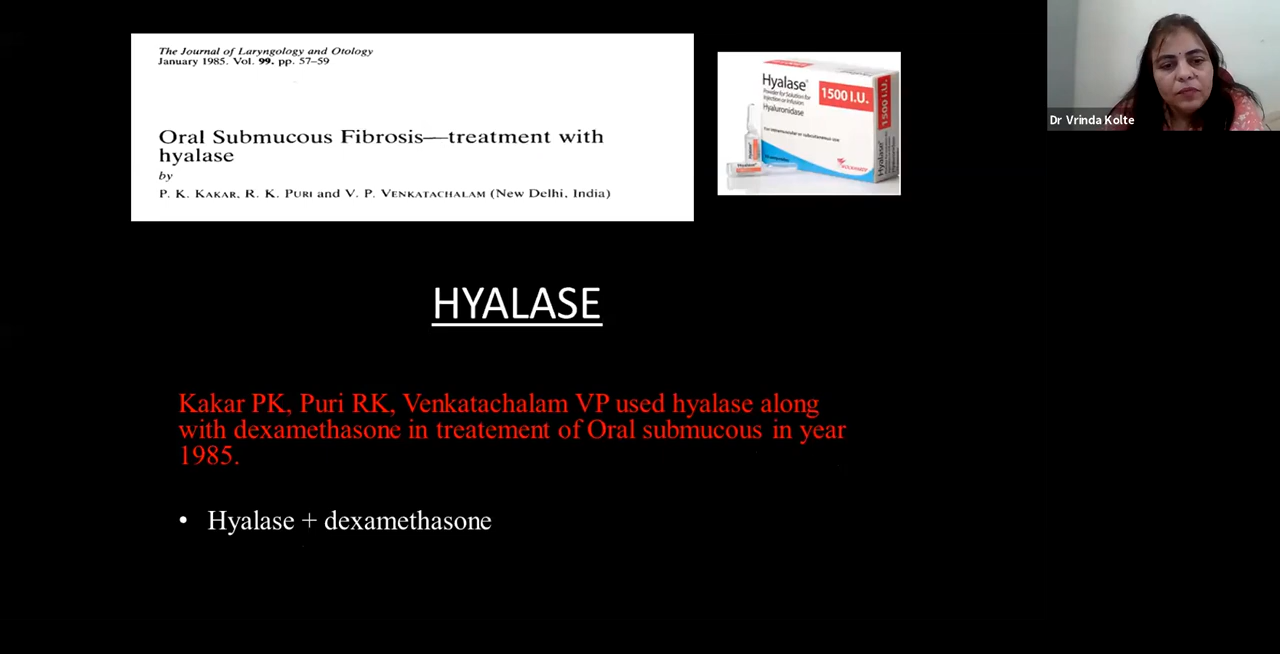 The Journal of Laryngology and Otology
January 1985. Vol. 99. pp. 57–59
Oral Submucous Fibrosis—treatment with
hyalase
by
P. K. KAKAR, R. K. PURI and V. P. VENKATACHALAM (New Delhi, India)
Hyalase
Powder for Solution for
Injection or Infusion
Hyaluronidase
1500 I.U.
1500 I.U.
For intramuscular or subcutaneous use
Hyalase
Dr Vrinda Kolte
HYALASE
Kakar PK, Puri RK, Venkatachalam VP used hyalase along
with dexamethasone in treatement of Oral submucous in year
1985.
• Hyalase + dexamethasone